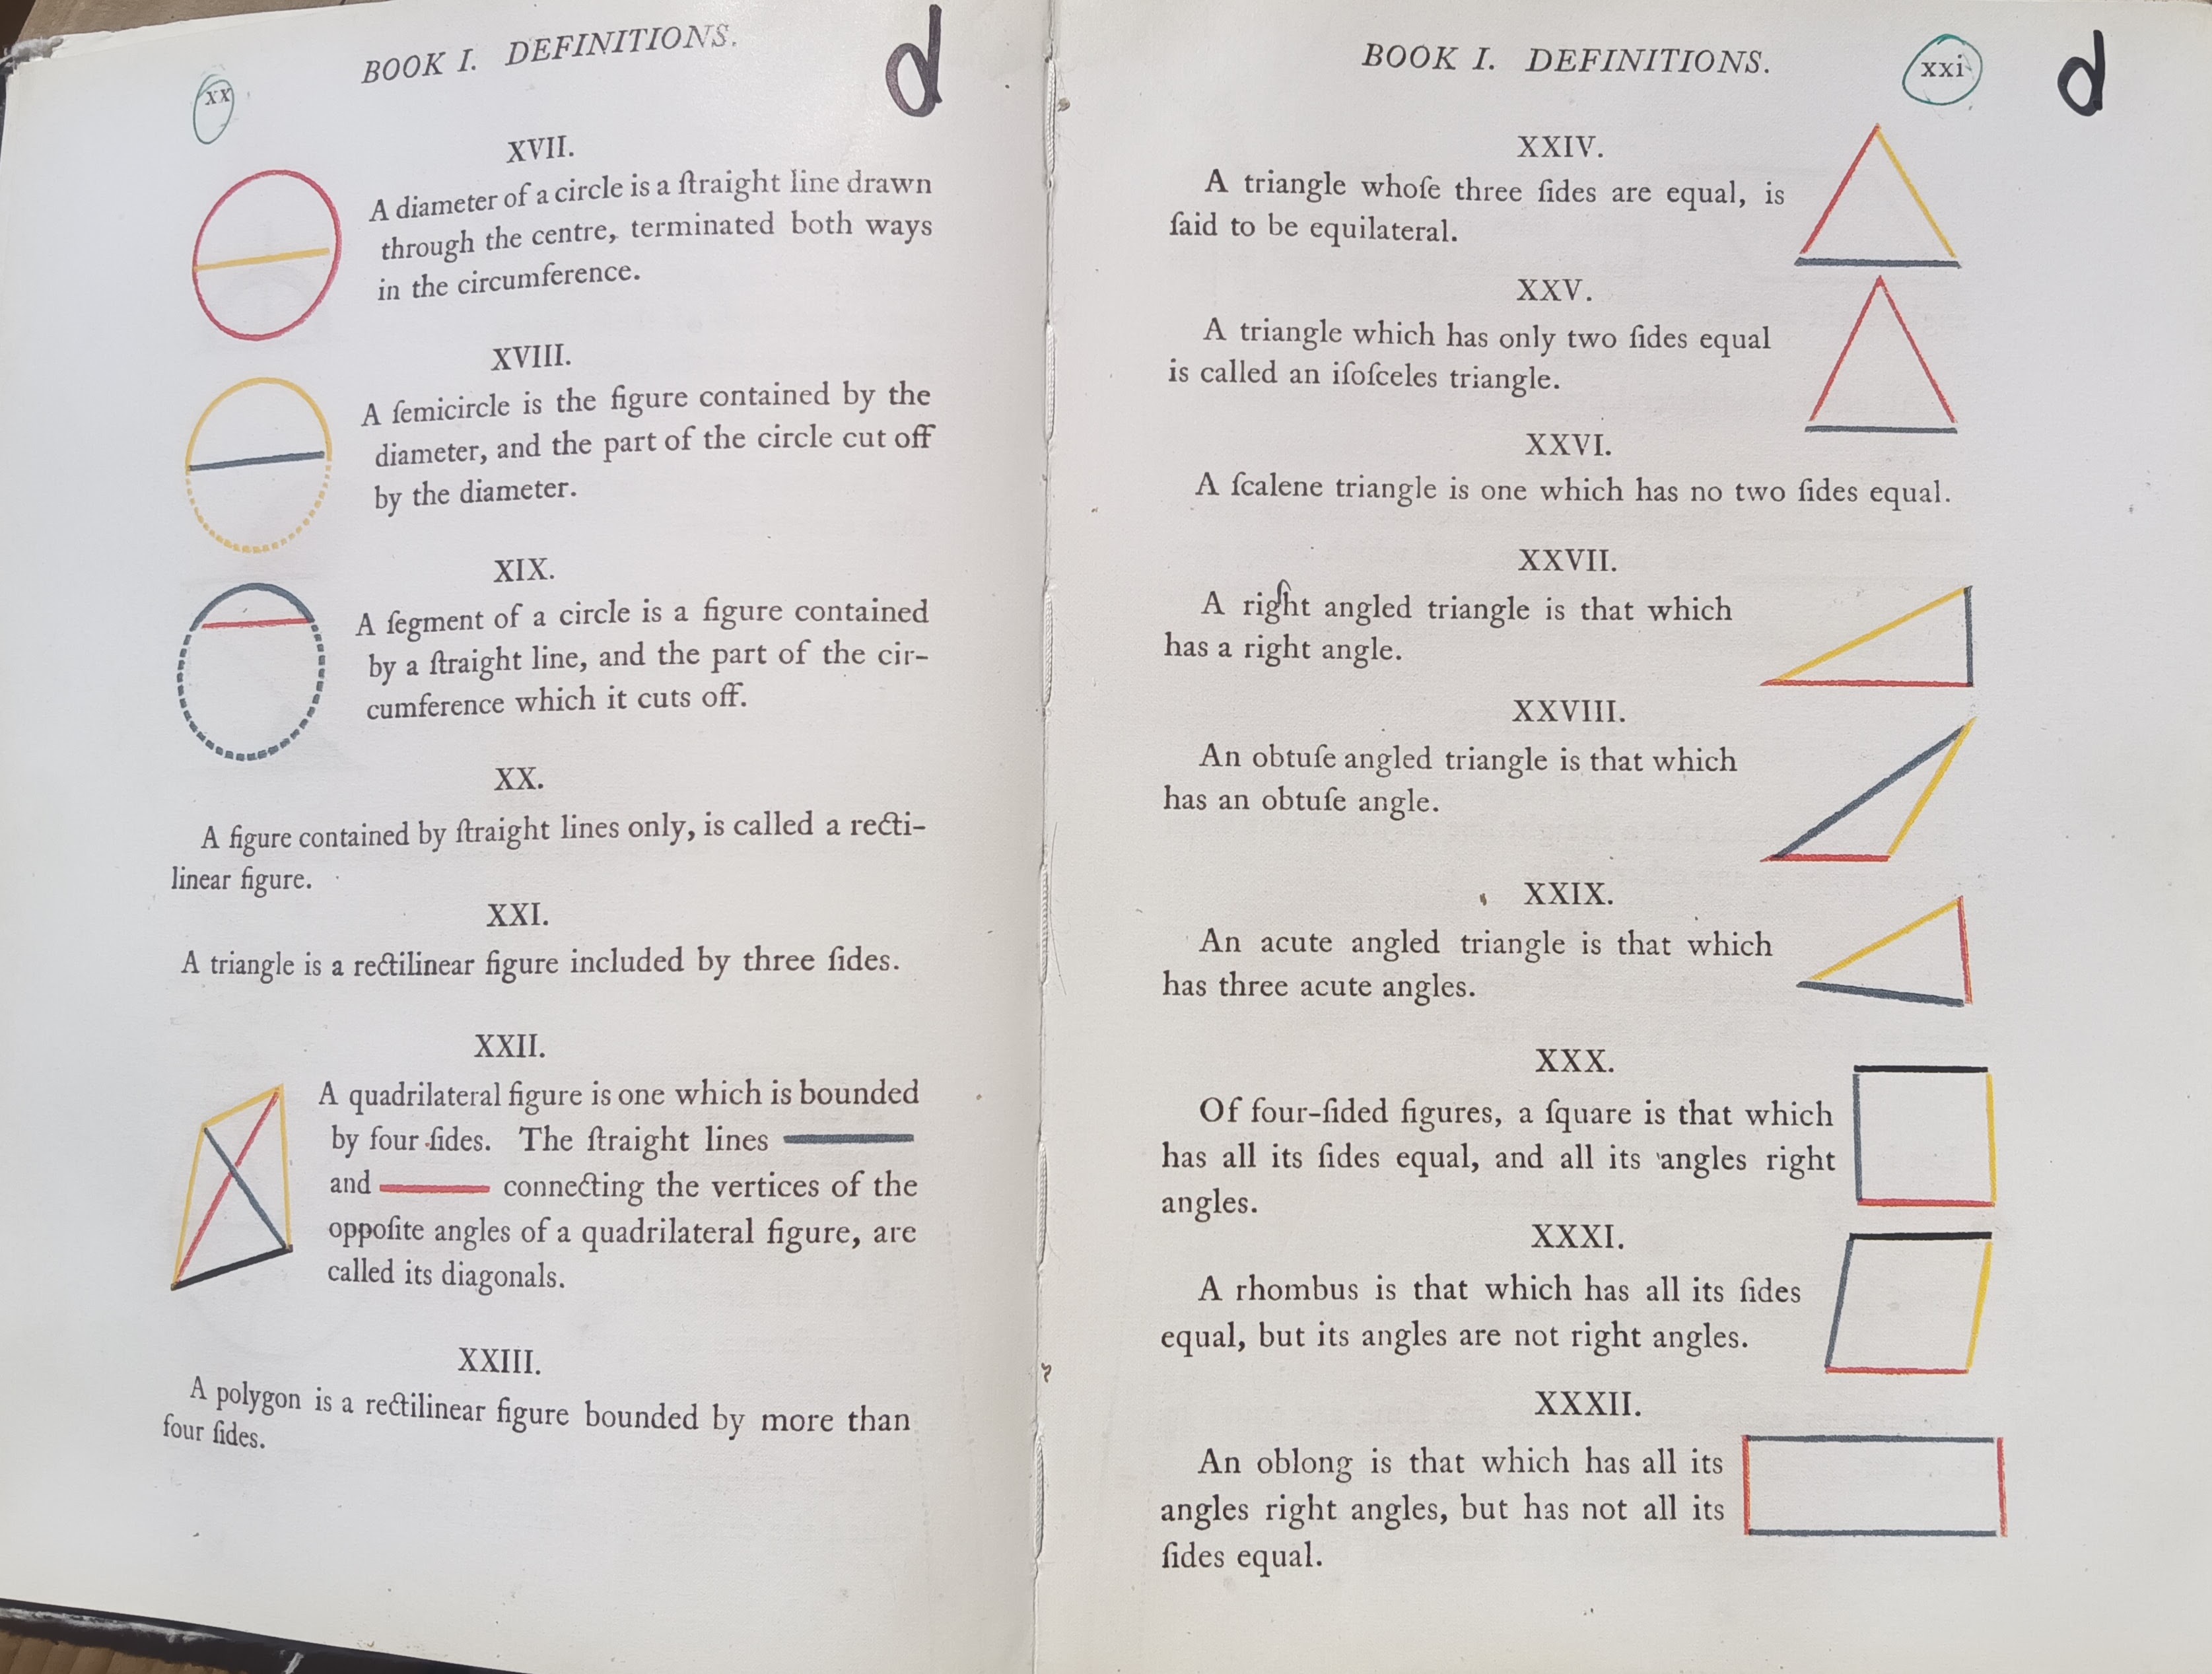 xx
BOOK I. DEFINITIONS.
d
XVII.
A diameter of a circle is a ſtraight line drawn
through the centre, terminated both ways
in the circumference.
XVIII.
A ſemicircle is the figure contained by the
diameter, and the part of the circle cut off
by the diameter.
XIX.
A ſegment of a circle is a figure contained
by a ſtraight line, and the part of the cir-
cumference which it cuts off.
XX.
A figure contained by ſtraight lines only, is called a recti-
linear figure.
XXI.
A triangle is a rectilinear figure included by three ſides.
XXII.
A quadrilateral figure is one which is bounded
by four ſides. The ſtraight lines
and connecting the vertices of the
oppoſite angles of a quadrilateral figure, are
called its diagonals.
XXIII.
A polygon is a rectilinear figure bounded by more than
four ſides.
BOOK I. DEFINITIONS.
xxi
d
XXIV.
A triangle whoſe three ſides are equal, is
ſaid to be equilateral.
XXV.
A triangle which has only two ſides equal
is called an iſoſceles triangle.
XXVI.
A ſcalene triangle is one which has no two ſides equal.
XXVII.
A right angled triangle is that which
has a right angle.
XXVIII.
An obtuſe angled triangle is that which
has an obtuſe angle.
XXIX.
An acute angled triangle is that which
has three acute angles.
XXX.
Of four-ſided figures, a ſquare is that which
has all its ſides equal, and all its angles right
angles.
XXXI.
A rhombus is that which has all its ſides
equal, but its angles are not right angles.
XXXII.
An oblong is that which has all its
angles right angles, but has not all its
ſides equal.